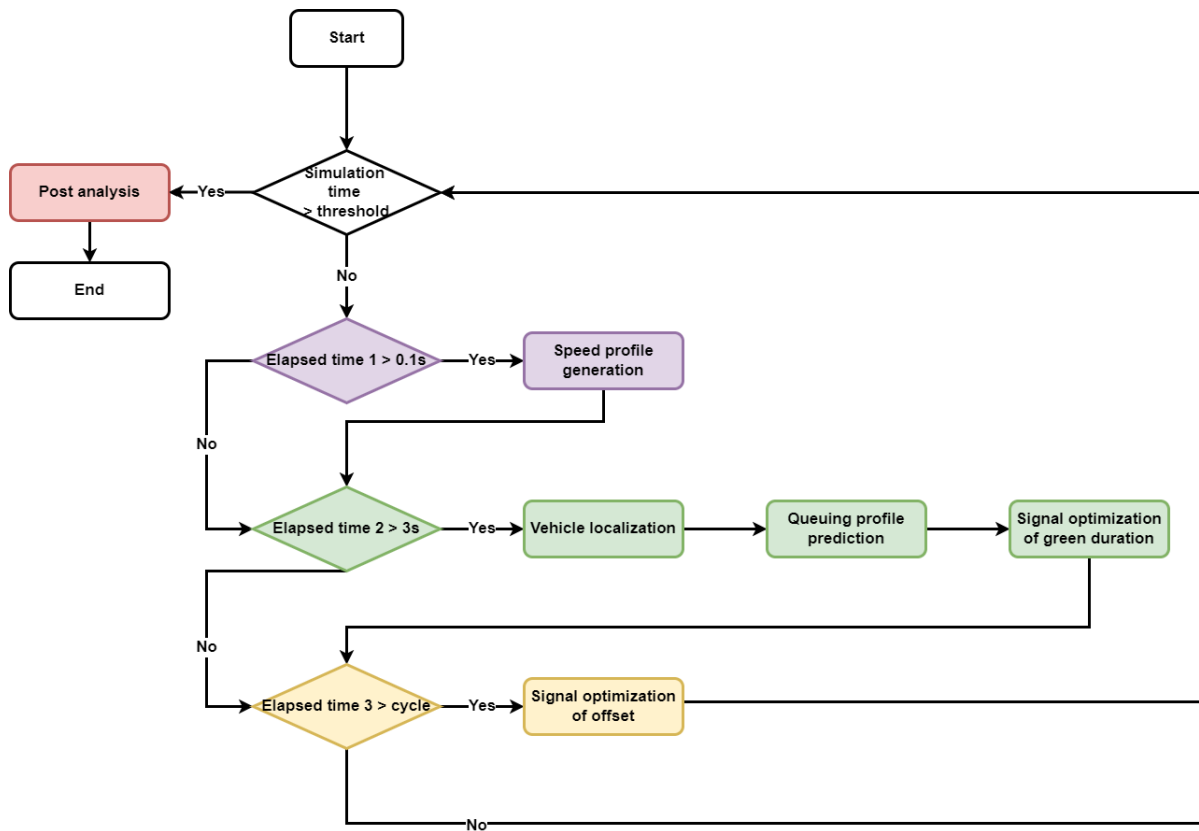 Start
Simulation
time
> threshold
Yes
Post analysis
End
No
Elapsed time 1 > 0.1s
Yes
Speed profile
generation
No
Elapsed time 2 > 3s
Yes
Vehicle localization
Queuing profile
prediction
Signal optimization
of green duration
No
Elapsed time 3 > cycle
Yes
Signal optimization
of offset
No